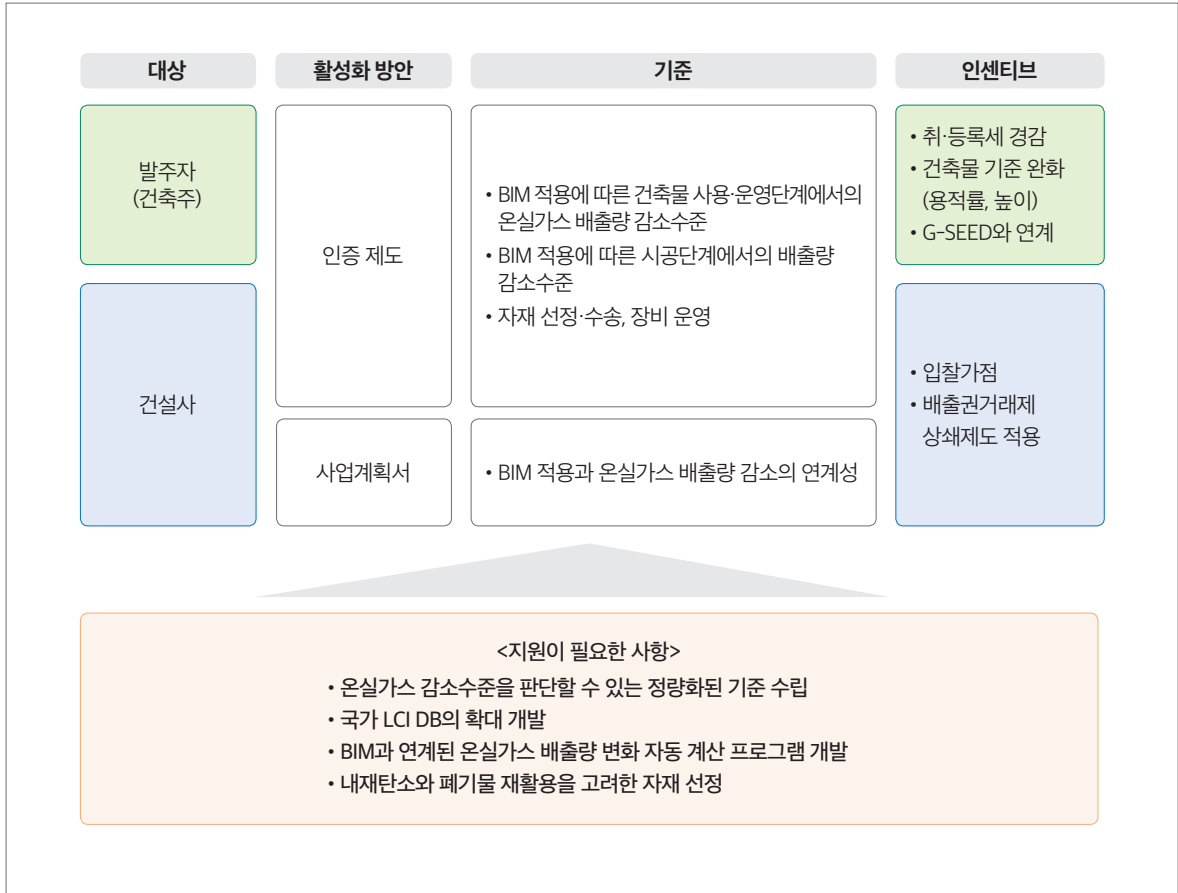 대상
활성화 방안
기준
인센티브
발주자
(건축주)
인증 제도
• BIM 적용에 따른 건축물 사용·운영단계에서의
온실가스 배출량 감소수준
• BIM 적용에 따른 시공단계에서의 배출량
감소수준
• 자재 선정·수송, 장비 운영
• 취·등록세 경감
• 건축물 기준 완화
(용적률, 높이)
• G-SEED와 연계
건설사
사업계획서
• BIM 적용과 온실가스 배출량 감소의 연계성
• 입찰가점
• 배출권거래제
상쇄제도 적용
<지원이 필요한 사항>
• 온실가스 감소수준을 판단할 수 있는 정량화된 기준 수립
• 국가 LCI DB의 확대 개발
• BIM과 연계된 온실가스 배출량 변화 자동 계산 프로그램 개발
• 내재탄소와 폐기물 재활용을 고려한 자재 선정